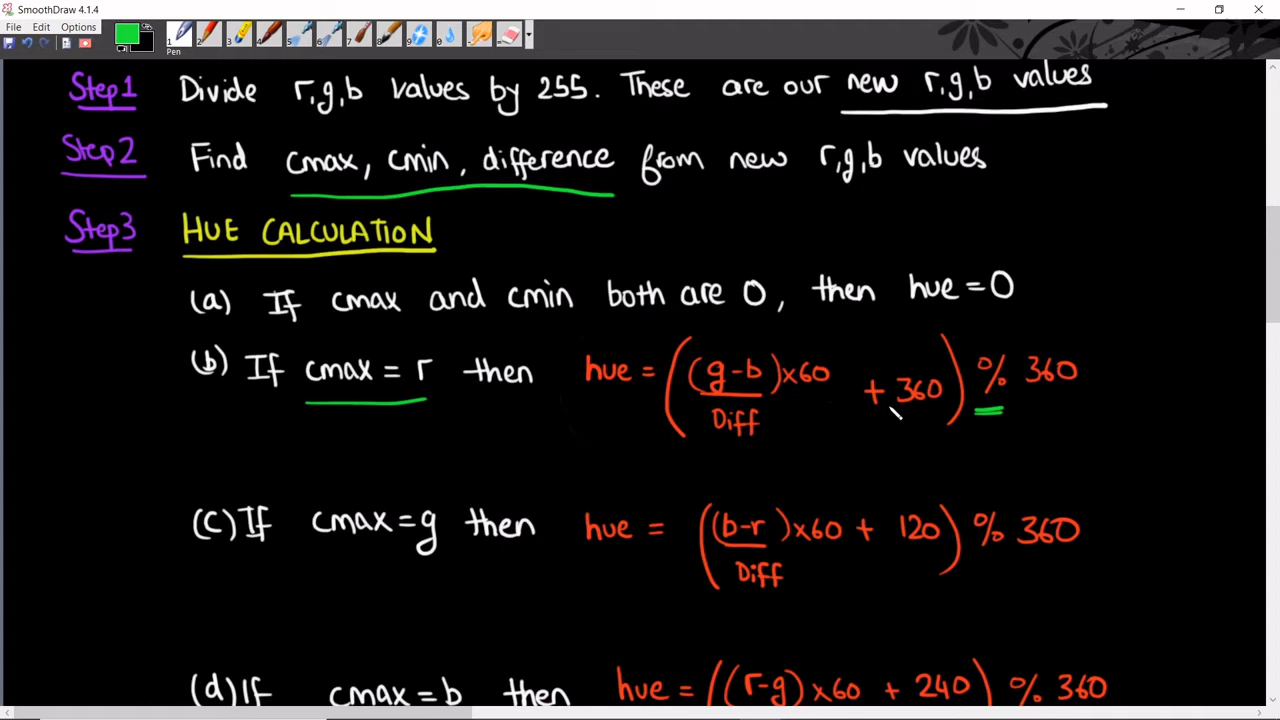 SmoothDraw 4.1.4
File Edit Options
Pen
Step1 Divide r,g,b values by 255. These are our new r,g,b values
Step2 Find cmax, cmin, difference from new r,g,b values
Step3 HUE CALCULATION
(a) If cmax and cmin both are 0, then hue = 0
(b) If cmax = r then hue = ((g-b)x60 + 360) % 360
Diff
(c) If cmax = g then hue = ((b-r)x60 + 120) % 360
Diff
(d) If cmax = b then hue = ((r-g)x60 + 240) % 360